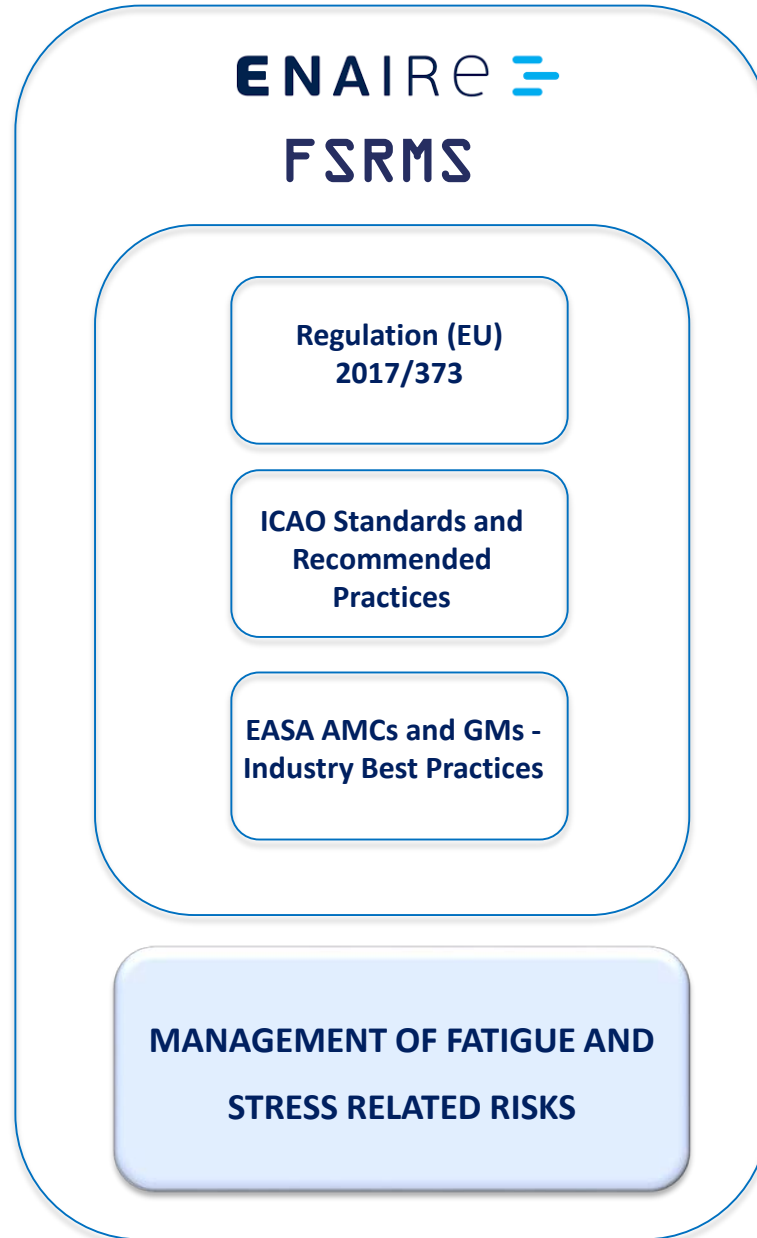 ENAIRe
FSRMS
Regulation (EU)
2017/373
ICAO Standards and
Recommended
Practices
EASA AMCs and GMs -
Industry Best Practices
MANAGEMENT OF FATIGUE AND
STRESS RELATED RISKS